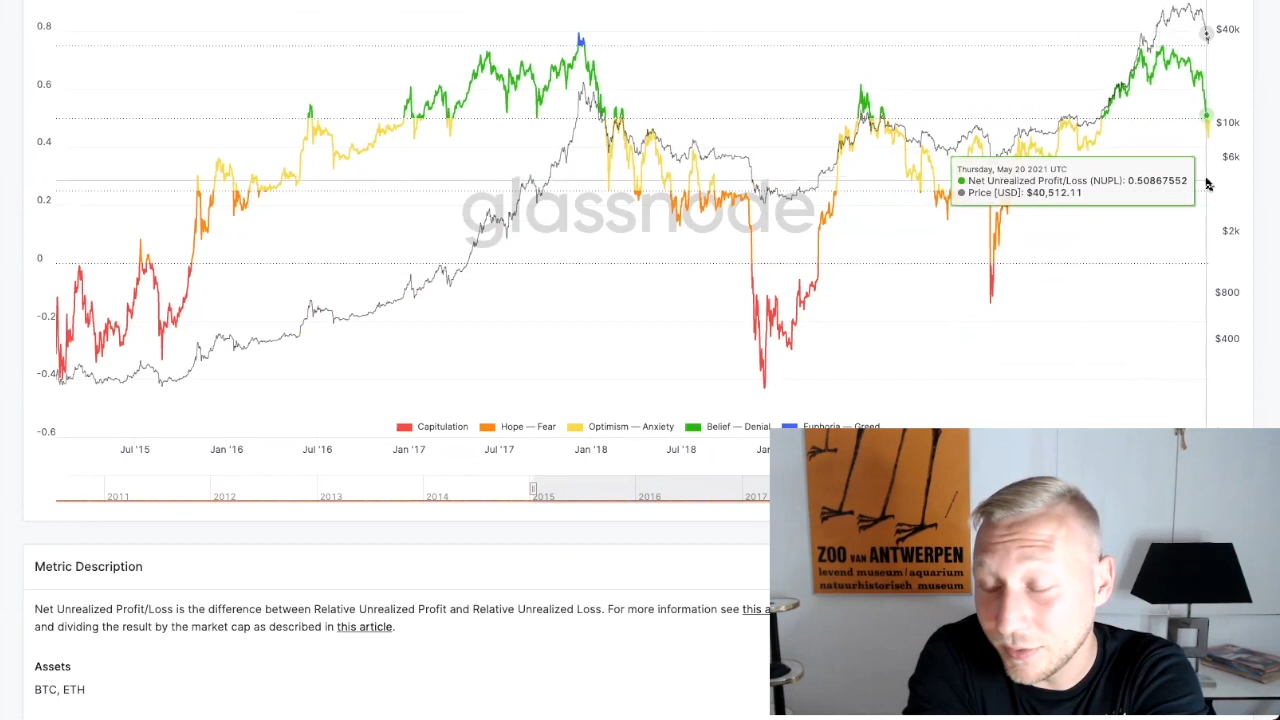 0.8
0.6
0.4
0.2
0
-0.2
-0.4
-0.6
$40k
$10k
$6k
$2k
$800
$400
glassnode
Thursday, May 20 2021 UTC
Net Unrealized Profit/Loss (NUPL): 0.50867552
Price [USD]: $40,512.11
Capitulation
Hope — Fear
Optimism — Anxiety
Belief — Denial
Euphoria — Greed
Jul '15
Jan '16
Jul '16
Jan '17
Jul '17
Jan '18
Jul '18
2011
2012
2013
2014
2015
2016
2017
Metric Description
Net Unrealized Profit/Loss is the difference between Relative Unrealized Profit and Relative Unrealized Loss. For more information see this
and dividing the result by the market cap as described in this article.
Assets
BTC, ETH
ZOO VAN ANTWERPEN
levend museum/aquarium
natuurhistorisch museum